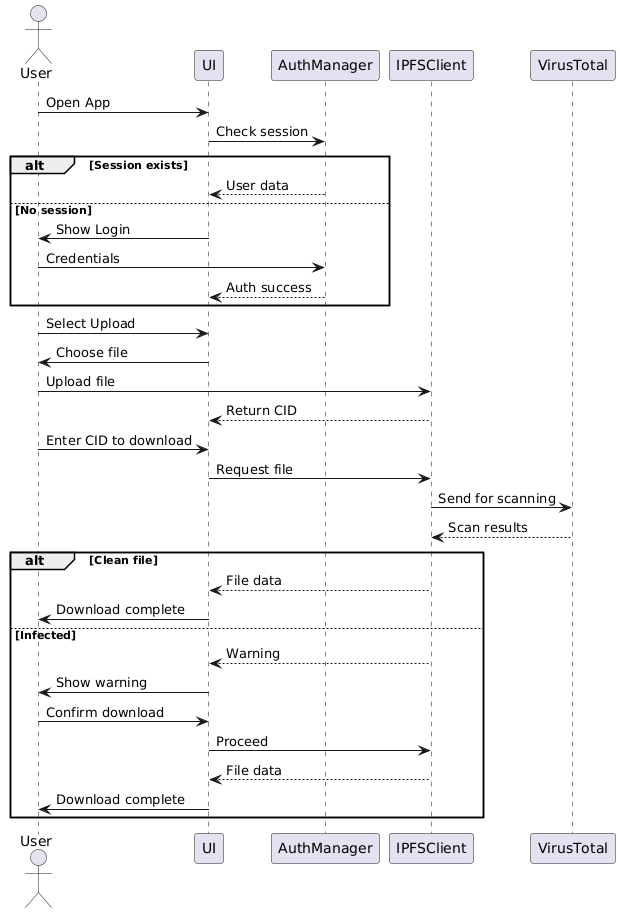 User
UI
AuthManager
IPFSClient
VirusTotal
Open App
Check session
alt
[Session exists]
User data
[No session]
Show Login
Credentials
Auth success
Select Upload
Choose file
Upload file
Return CID
Enter CID to download
Request file
Send for scanning
Scan results
alt
[Clean file]
File data
Download complete
[Infected]
Warning
Show warning
Confirm download
Proceed
File data
Download complete
User
UI
AuthManager
IPFSClient
VirusTotal